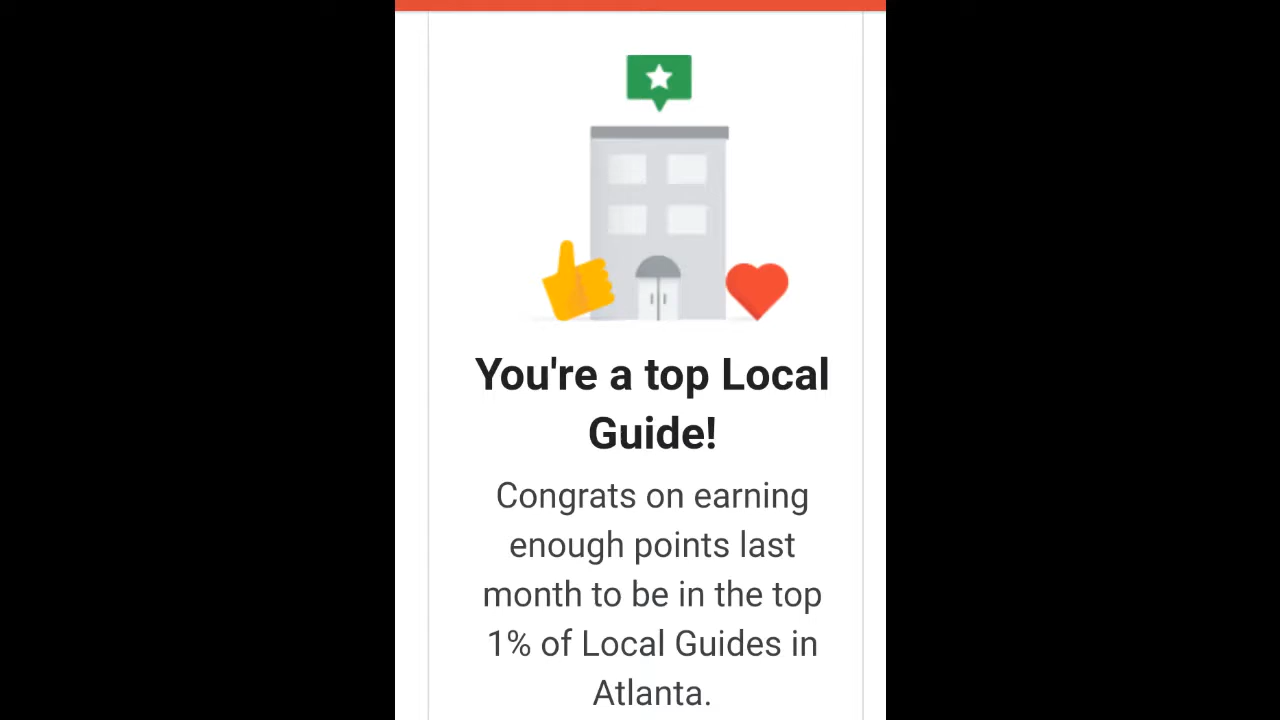 You're a top Local
Guide!
Congrats on earning
enough points last
month to be in the top
1% of Local Guides in
Atlanta.